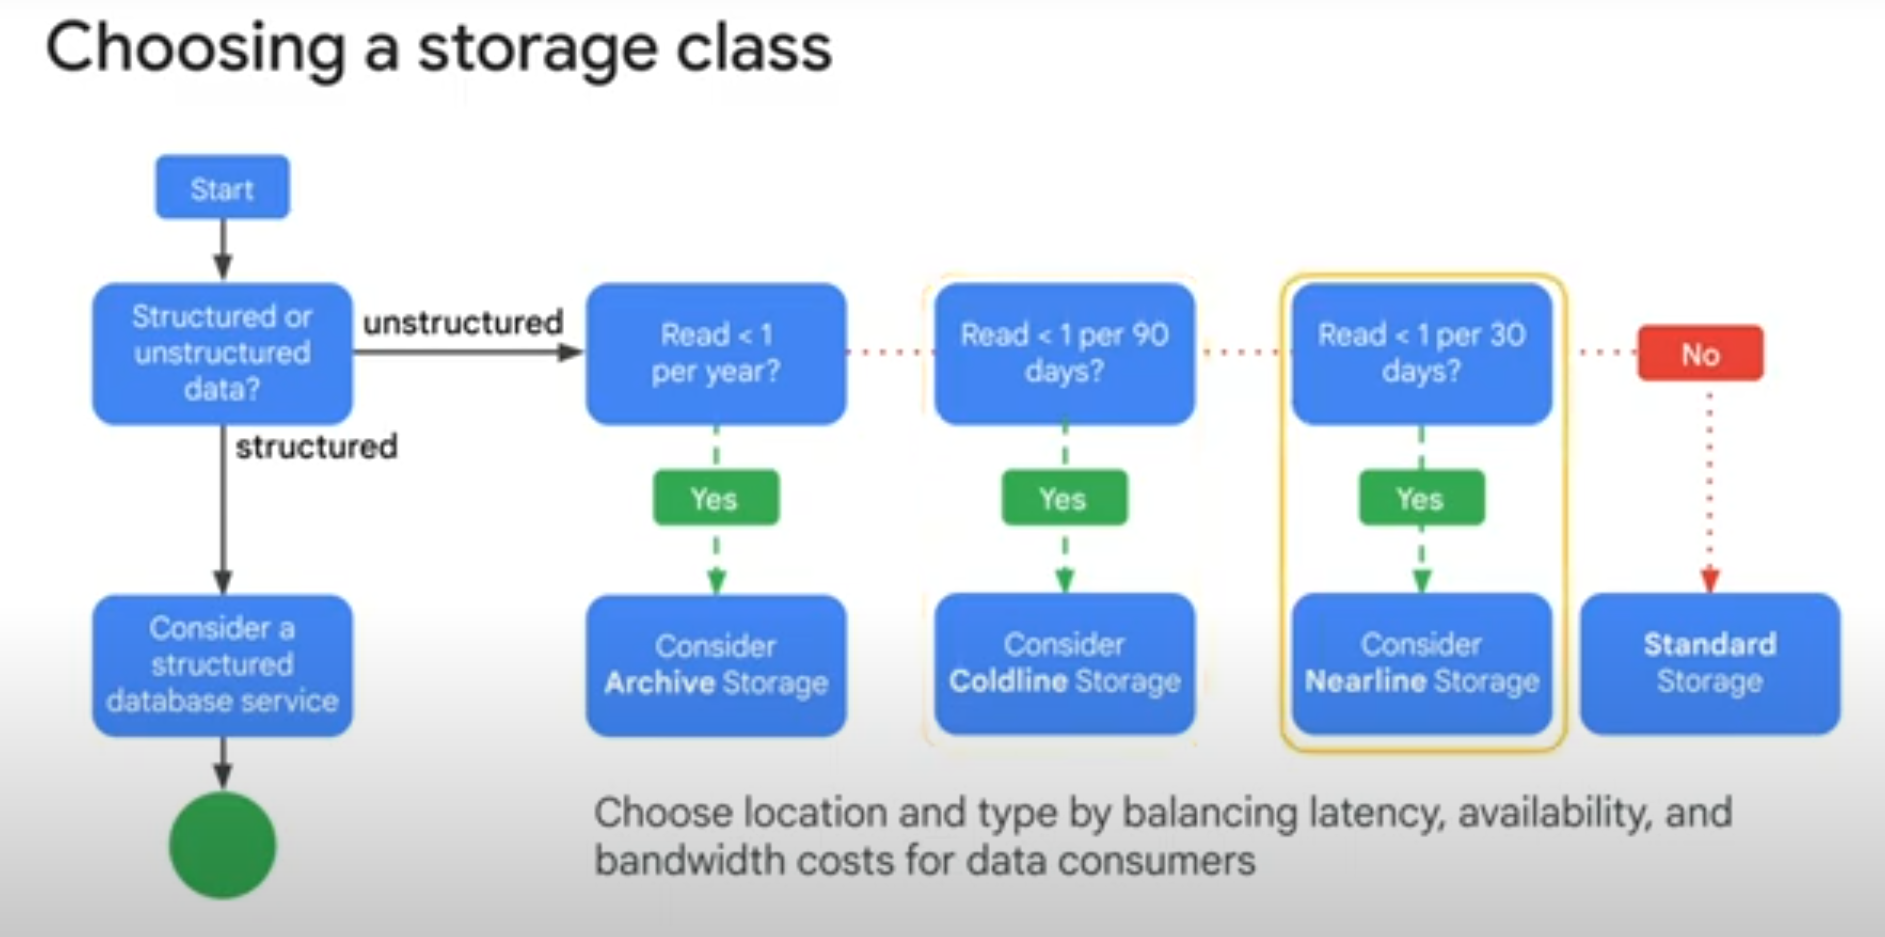 Choosing a storage class
Start
Structured or
unstructured
data?
unstructured
structured
Consider a
structured
database service
Read < 1
per year?
Yes
Consider
Archive Storage
Read < 1 per 90
days?
Yes
Consider
Coldline Storage
Read < 1 per 30
days?
Yes
Consider
Nearline Storage
No
Standard
Storage
Choose location and type by balancing latency, availability, and
bandwidth costs for data consumers